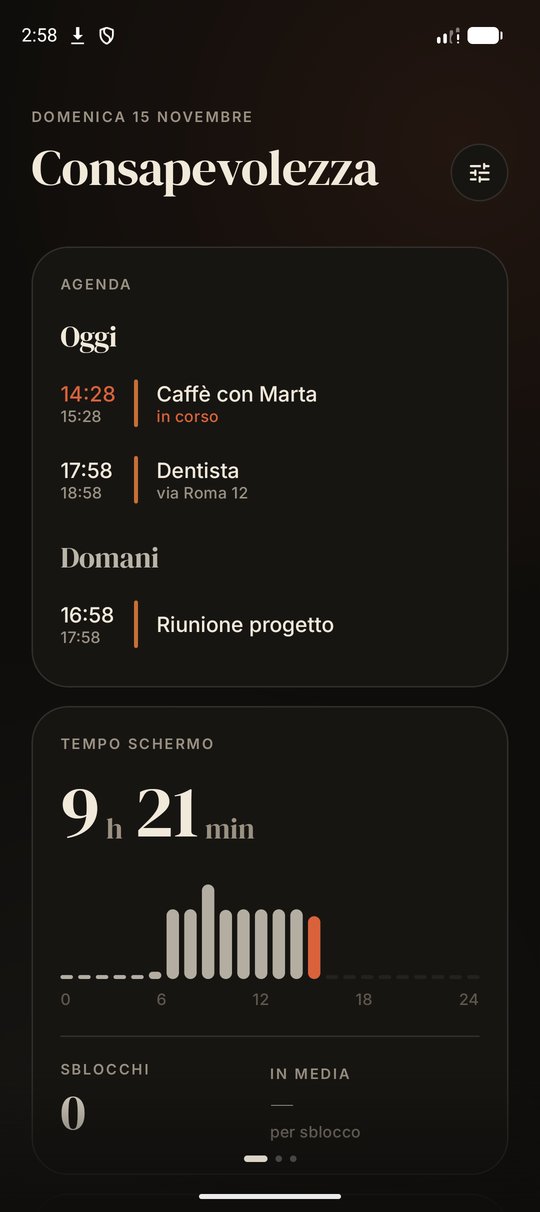 2:58
DOMENICA 15 NOVEMBRE
Consapevolezza
AGENDA
Oggi
14:28 Caffè con Marta
15:28 in corso
17:58 Dentista
18:58 via Roma 12
Domani
16:58 Riunione progetto
17:58
TEMPO SCHERMO
9 h 21 min
0 6 12 18 24
SBLOCCHI IN MEDIA
0 —
per sblocco